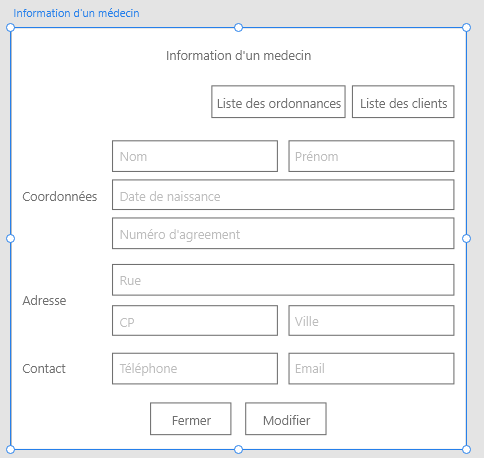 Information d'un médecin
Information d'un medecin
Liste des ordonnances Liste des clients
Nom Prénom
Coordonnées Date de naissance
Numéro d'agreement
Rue
Adresse
CP Ville
Contact Téléphone Email
Fermer Modifier